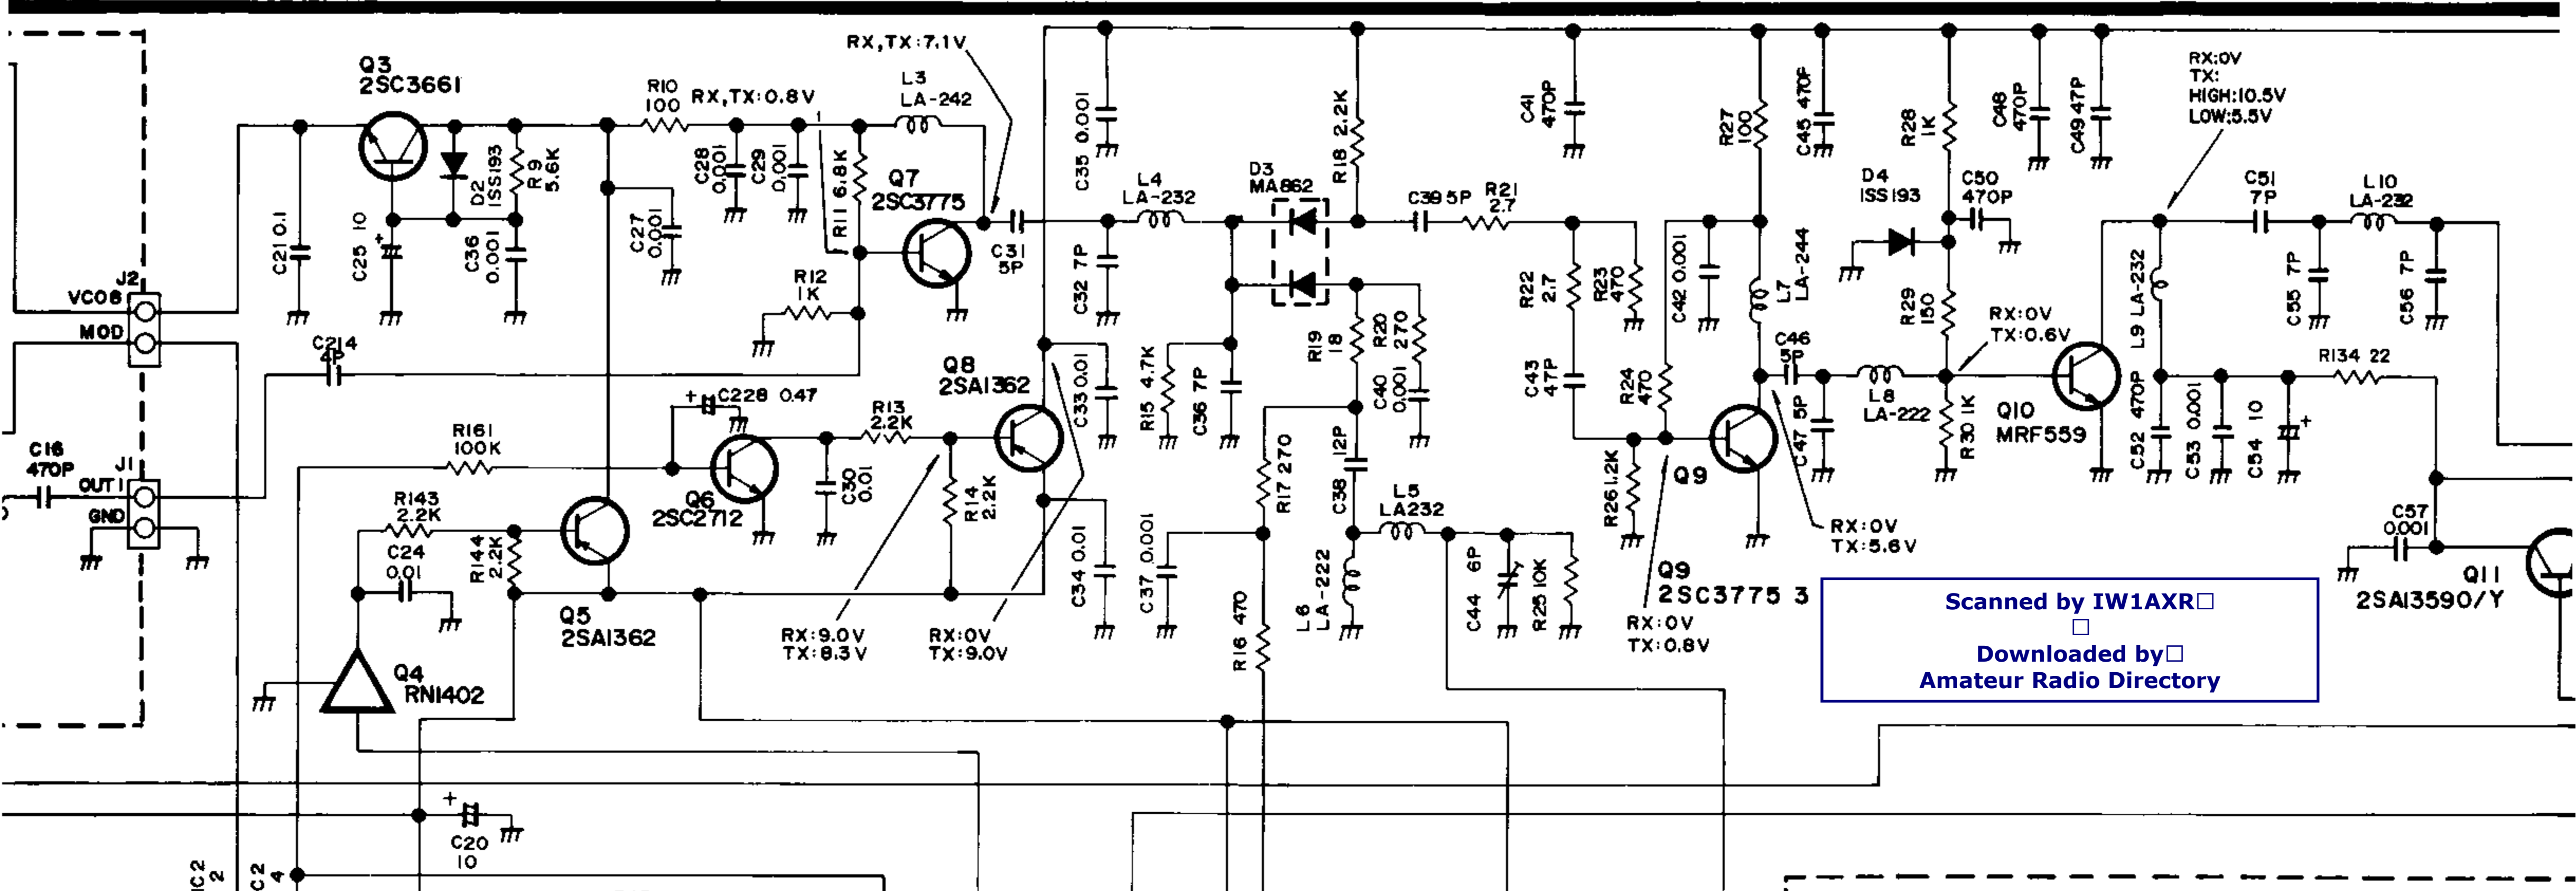 RX,TX:7.1V
Q3
2SC3661
R10
100
RX,TX:0.8V
L3
LA-242
C28
0.001
C29
0.001
R11 6.8K
Q7
2SC3775
D2
1SS193
R9
5.6K
C21 0.1
C25 10
+
C36
0.001
C27
0.001
R12
1K
C31
5P
J2
VCOB
MOD
C214
4P
C16
470P
J1
OUT1
GND
R161
100K
+
C228 0.47
R13
2.2K
Q8
2SA1362
R143
2.2K
C24
0.01
R144
2.2K
Q6
2SC2712
C30
0.01
R14
2.2K
Q5
2SA1362
Q4
RN1402
RX:9.0V
TX:8.3V
RX:0V
TX:9.0V
+
C20
10
IC2
2
C2
4
C35 0.001
L4
LA-232
D3
MA862
R18 2.2K
C32 7P
C33 0.01
R15 4.7K
C36 7P
C34 0.01
C37 0.001
R17 270
R16 470
R19
18
R20
270
C40
0.001
C38 12P
L5
LA232
L6
LA-222
C44 6P
R25 10K
C39 5P
R21
2.7
C41
470P
R22
2.7
R23
470
C43
47P
R24
470
R26 1.2K
C42 0.001
R27
100
C45 470P
L7
LA-244
C46
5P
C47 5P
L8
LA-222
Q9
Q9
2SC3775 3
RX:0V
TX:0.8V
RX:0V
TX:5.6V
R28
1K
D4
1SS193
C50
470P
R29
150
R30 1K
RX:0V
TX:0.6V
C48
470P
C49 47P
Q10
MRF559
RX:0V
TX:
HIGH:10.5V
LOW:5.5V
L9 LA-232
C51
7P
L10
LA-232
C55 7P
C56 7P
R134 22
C52 470P
C53 0.001
C54 10
+
C57
0.001
Q11
2SA1359O/Y
Scanned by IW1AXR□
□
Downloaded by□
Amateur Radio Directory